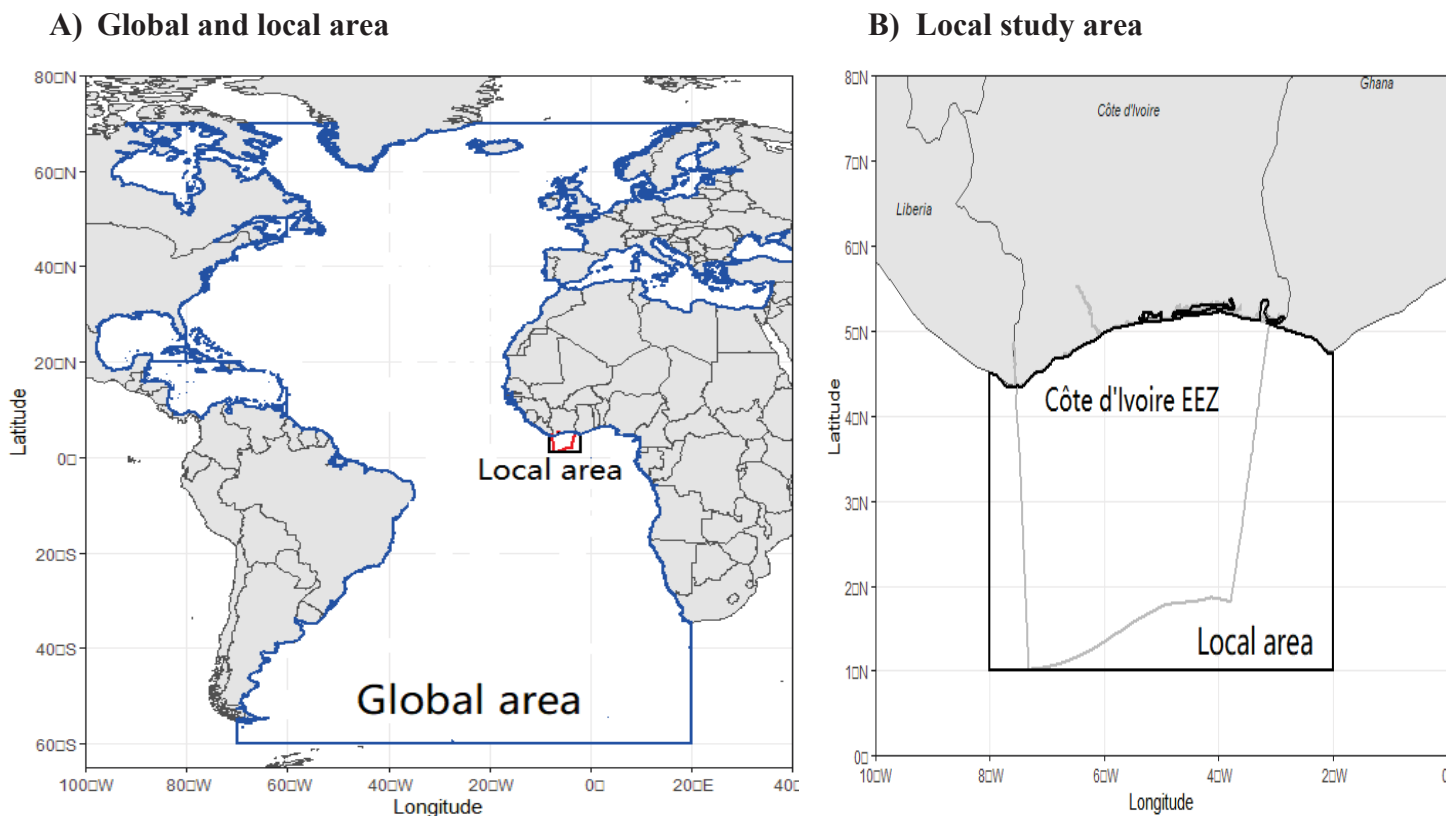 A) Global and local area
B) Local study area
80□N
60□N
40□N
20□N
0□
20□S
40□S
60□S
Latitude
Local area
Global area
100□W 80□W 60□W 40□W 20□W 0□ 20□E 40□
Longitude
8□N
7□N
6□N
5□N
4□N
3□N
2□N
1□N
0□
Latitude
Ghana
Côte d'Ivoire
Liberia
Côte d'Ivoire EEZ
Local area
10□W 8□W 6□W 4□W 2□W 0
Longitude